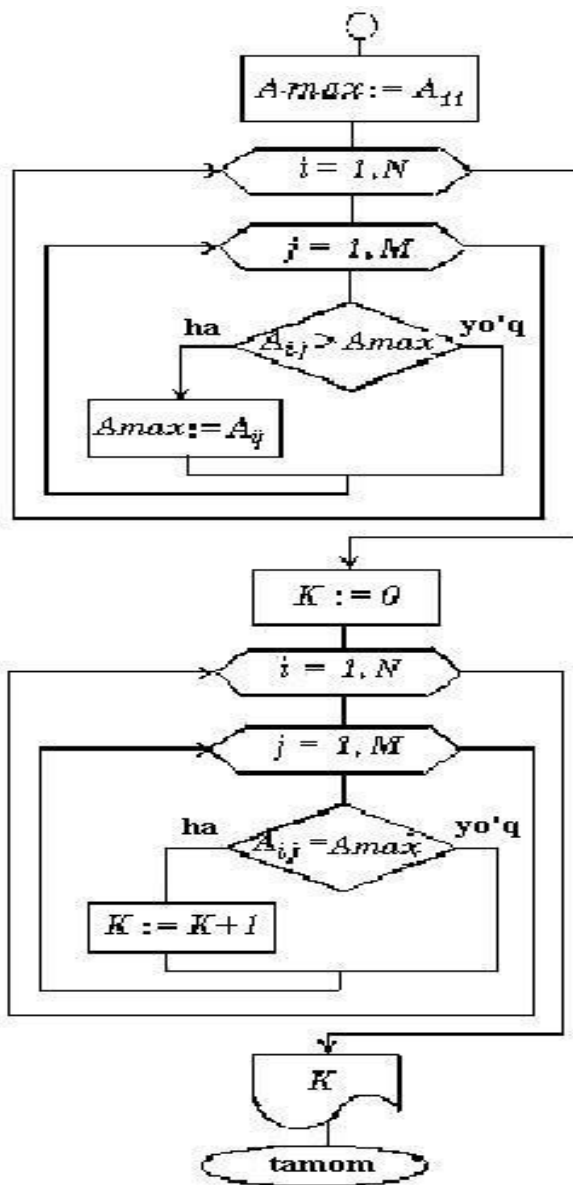 Amax := A11
i = 1, N
j = 1, M
ha
yo'q
Aij > Amax
Amax := Aij
K := 0
i = 1, N
j = 1, M
ha
yo'q
Aij = Amax
K := K+1
K
tamom